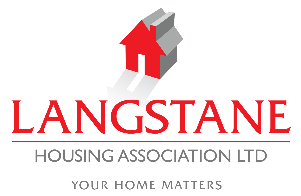 LANGSTANE
HOUSING ASSOCIATION LTD
YOUR HOME MATTERS